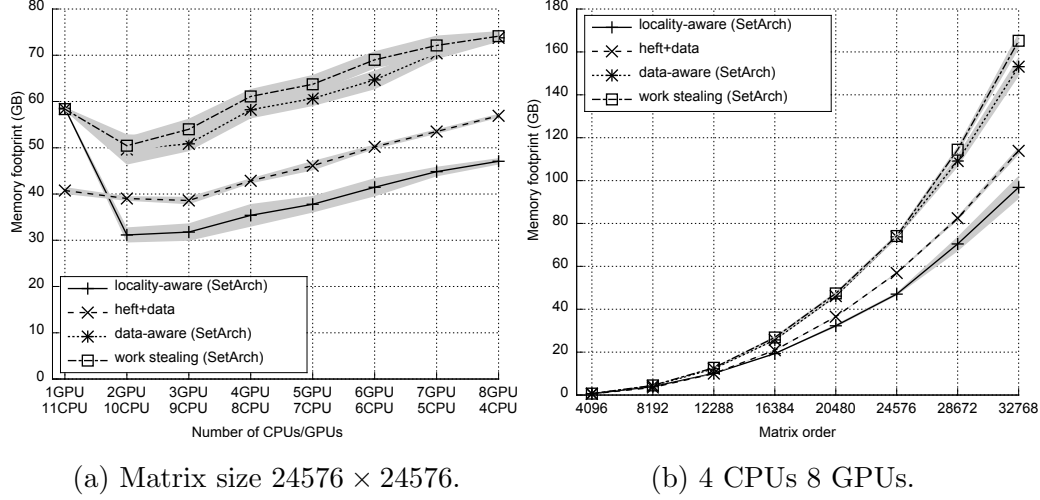 80
70
60
50
40
30
20
10
0
Memory footprint (GB)
locality-aware (SetArch)
heft+data
data-aware (SetArch)
work stealing (SetArch)
1GPU 2GPU 3GPU 4GPU 5GPU 6GPU 7GPU 8GPU
11CPU 10CPU 9CPU 8CPU 7CPU 6CPU 5CPU 4CPU
Number of CPUs/GPUs
(a) Matrix size 24576 × 24576.
180
160
140
120
100
80
60
40
20
0
Memory footprint (GB)
locality-aware (SetArch)
heft+data
data-aware (SetArch)
work stealing (SetArch)
4096 8192 12288 16384 20480 24576 28672 32768
Matrix order
(b) 4 CPUs 8 GPUs.